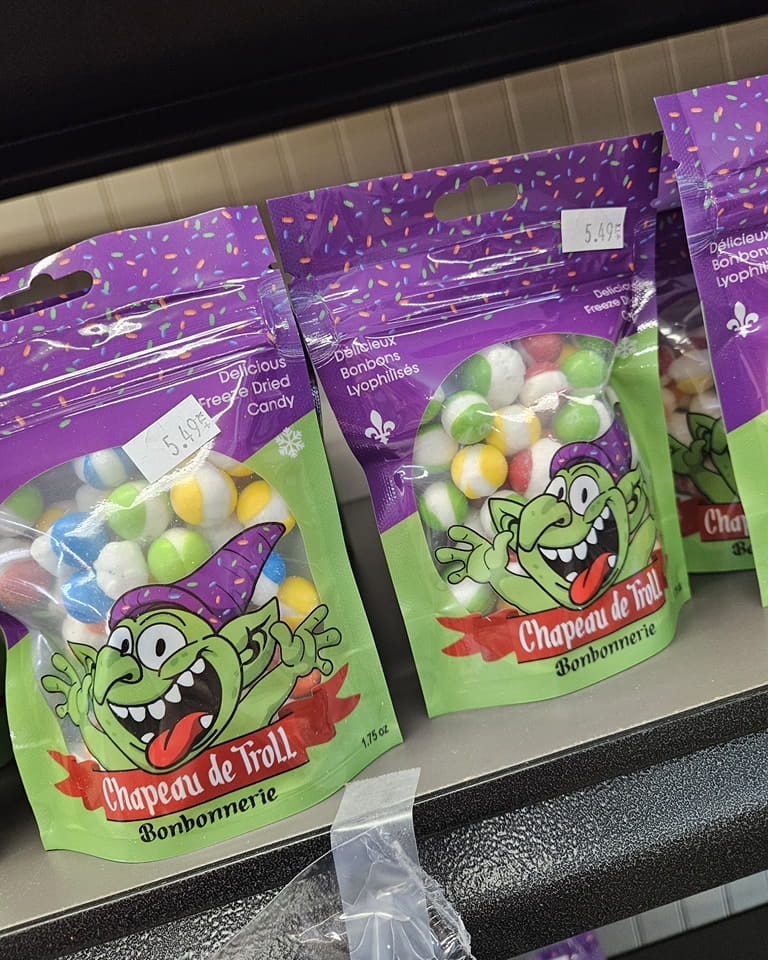 Delicious
Freeze Dried
Candy
5.49
Chapeau de Troll
Bonbonnerie
1.75 oz
5.49
Délicieux
Bonbons
Lyophilisés
Freeze
Chapeau de Troll
Bonbonnerie
Délicieux
Bonbons